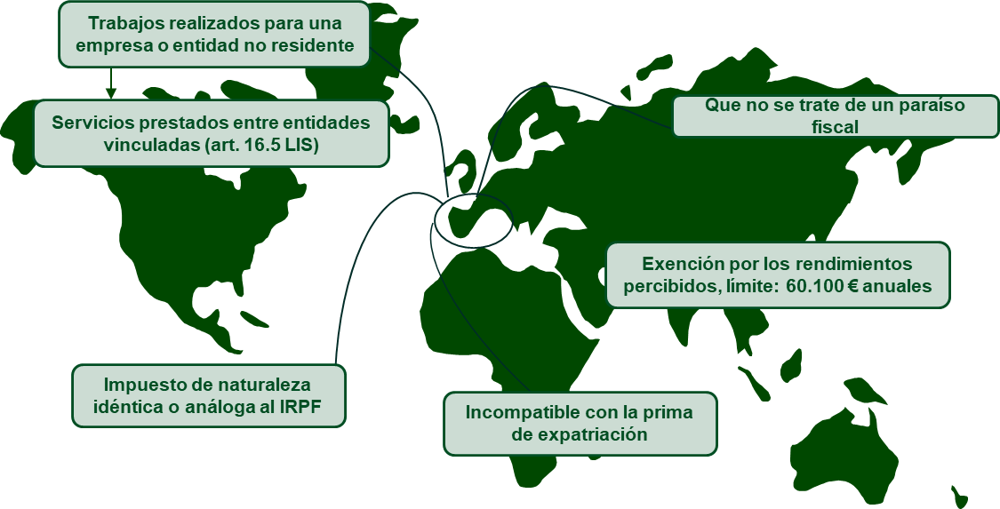 Trabajos realizados para una
empresa o entidad no residente
Servicios prestados entre entidades
vinculadas (art. 16.5 LIS)
Que no se trate de un paraíso
fiscal
Exención por los rendimientos
percibidos, límite: 60.100 € anuales
Impuesto de naturaleza
idéntica o análoga al IRPF
Incompatible con la prima
de expatriación